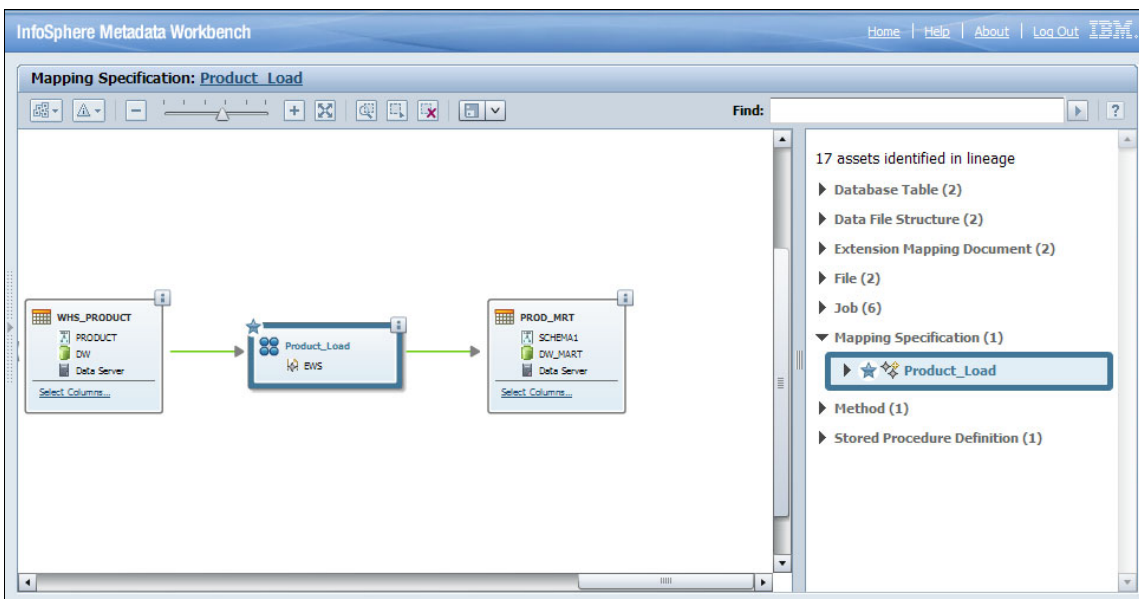 InfoSphere Metadata Workbench
Home | Help | About | Log Out IBM.
Mapping Specification: Product_Load
Find:
?
17 assets identified in lineage
Database Table (2)
Data File Structure (2)
Extension Mapping Document (2)
File (2)
Job (6)
Mapping Specification (1)
Product_Load
Method (1)
Stored Procedure Definition (1)
WHS_PRODUCT
PRODUCT
DW
Data Server
Select Columns...
Product_Load
EWS
PROD_MRT
SCHEMA1
DW_MART
Data Server
Select Columns...